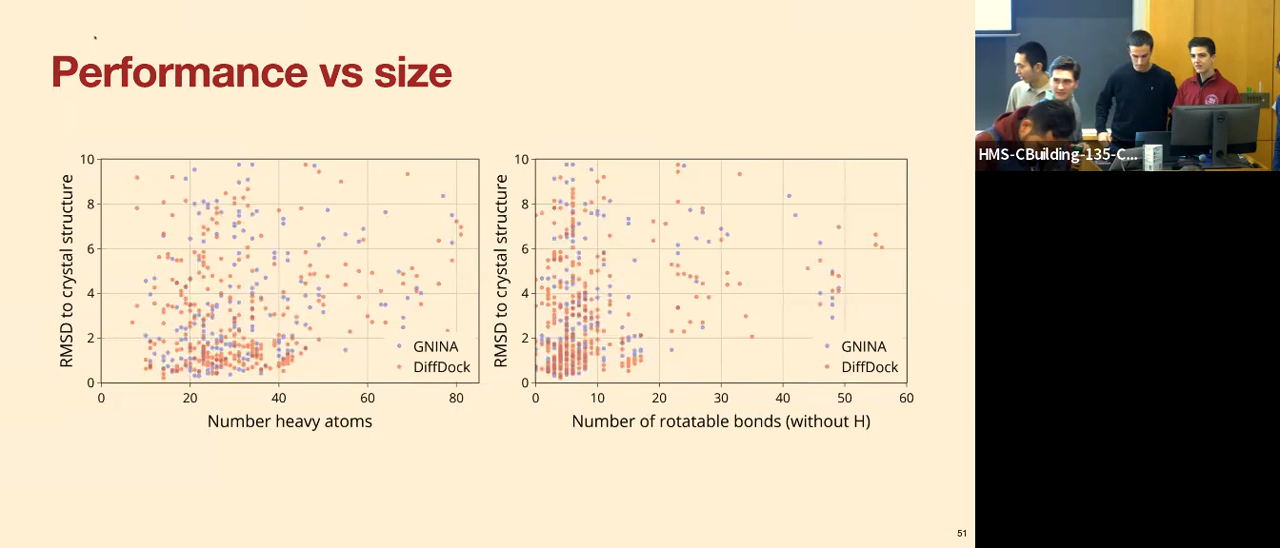 Performance vs size
RMSD to crystal structure
10
8
6
4
2
0
0 20 40 60 80
Number heavy atoms
GNINA
DiffDock
RMSD to crystal structure
10
8
6
4
2
0
0 10 20 30 40 50 60
Number of rotatable bonds (without H)
GNINA
DiffDock
51
HMS-CBuilding-135-C...